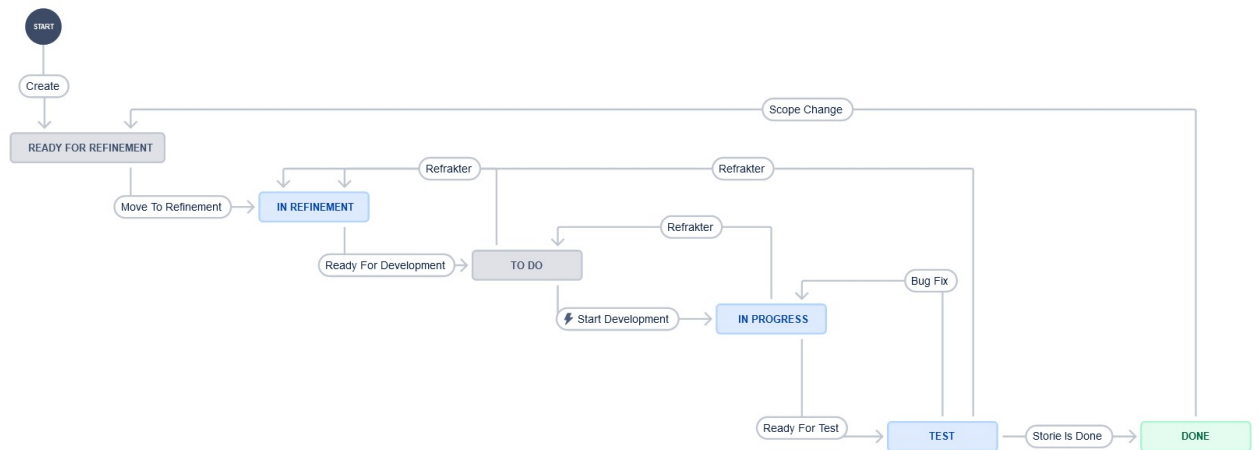 START
Create
Scope Change
READY FOR REFINEMENT
Refrakter
Refrakter
Move To Refinement
IN REFINEMENT
Refrakter
Ready For Development
TO DO
Bug Fix
Start Development
IN PROGRESS
Ready For Test
TEST
Storie Is Done
DONE